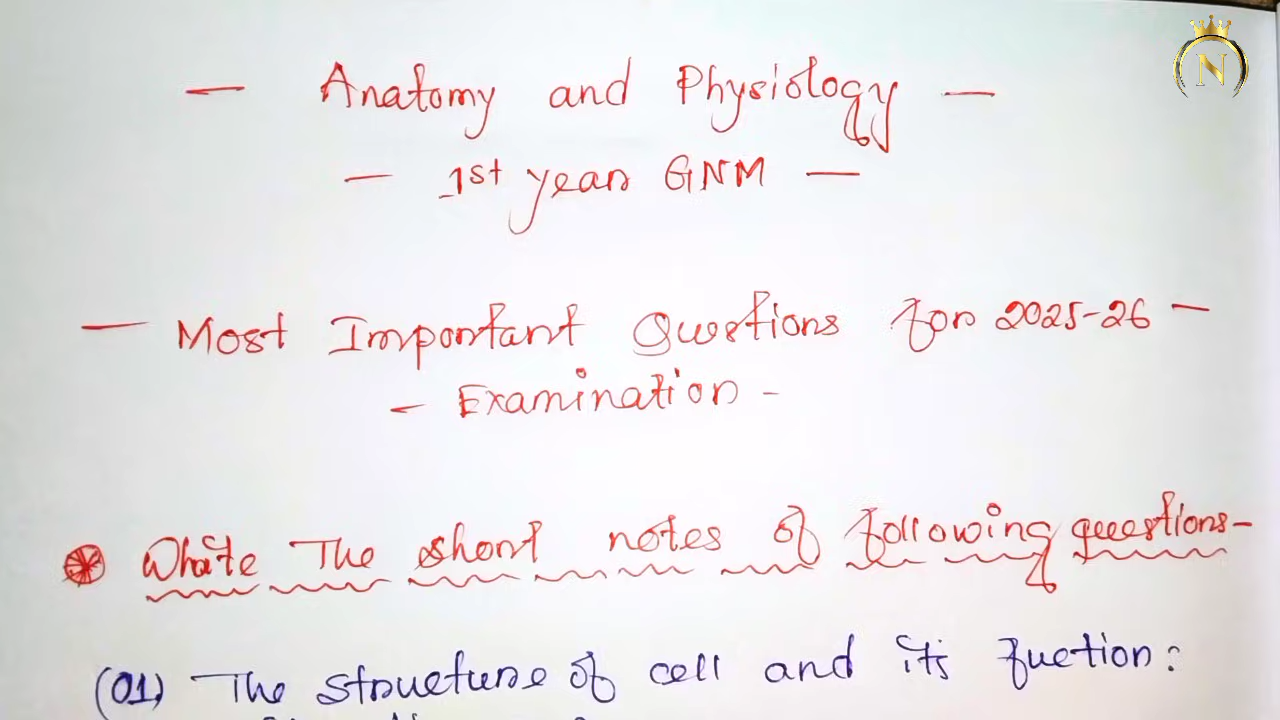 N
— Anatomy and Physiology —
— 1st year GNM —
— Most Important Questions for 2025-26 —
- Examination -
White The short notes of following questions-
(01) The structure of cell and its fuction: